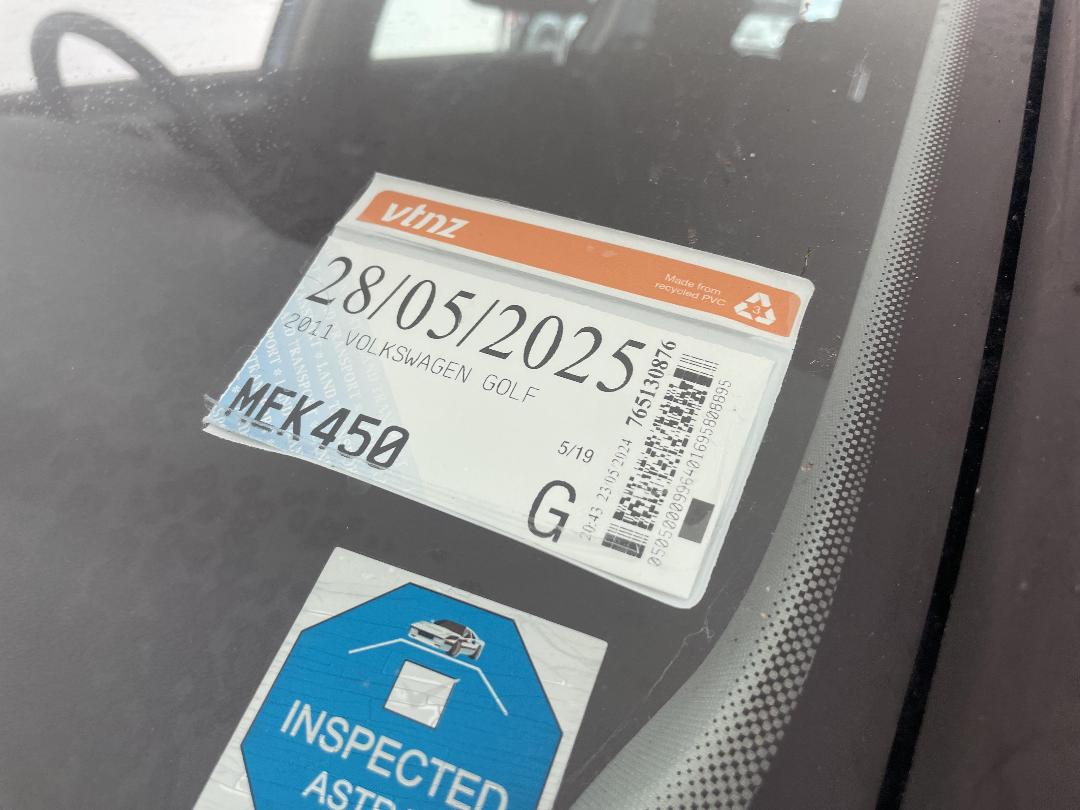 vtnz
Made from
recycled PVC
3
28/05/2025
2011 VOLKSWAGEN GOLF
MEK450
5/19
G
20:43 23/05/2024 765130876
INSPECTED